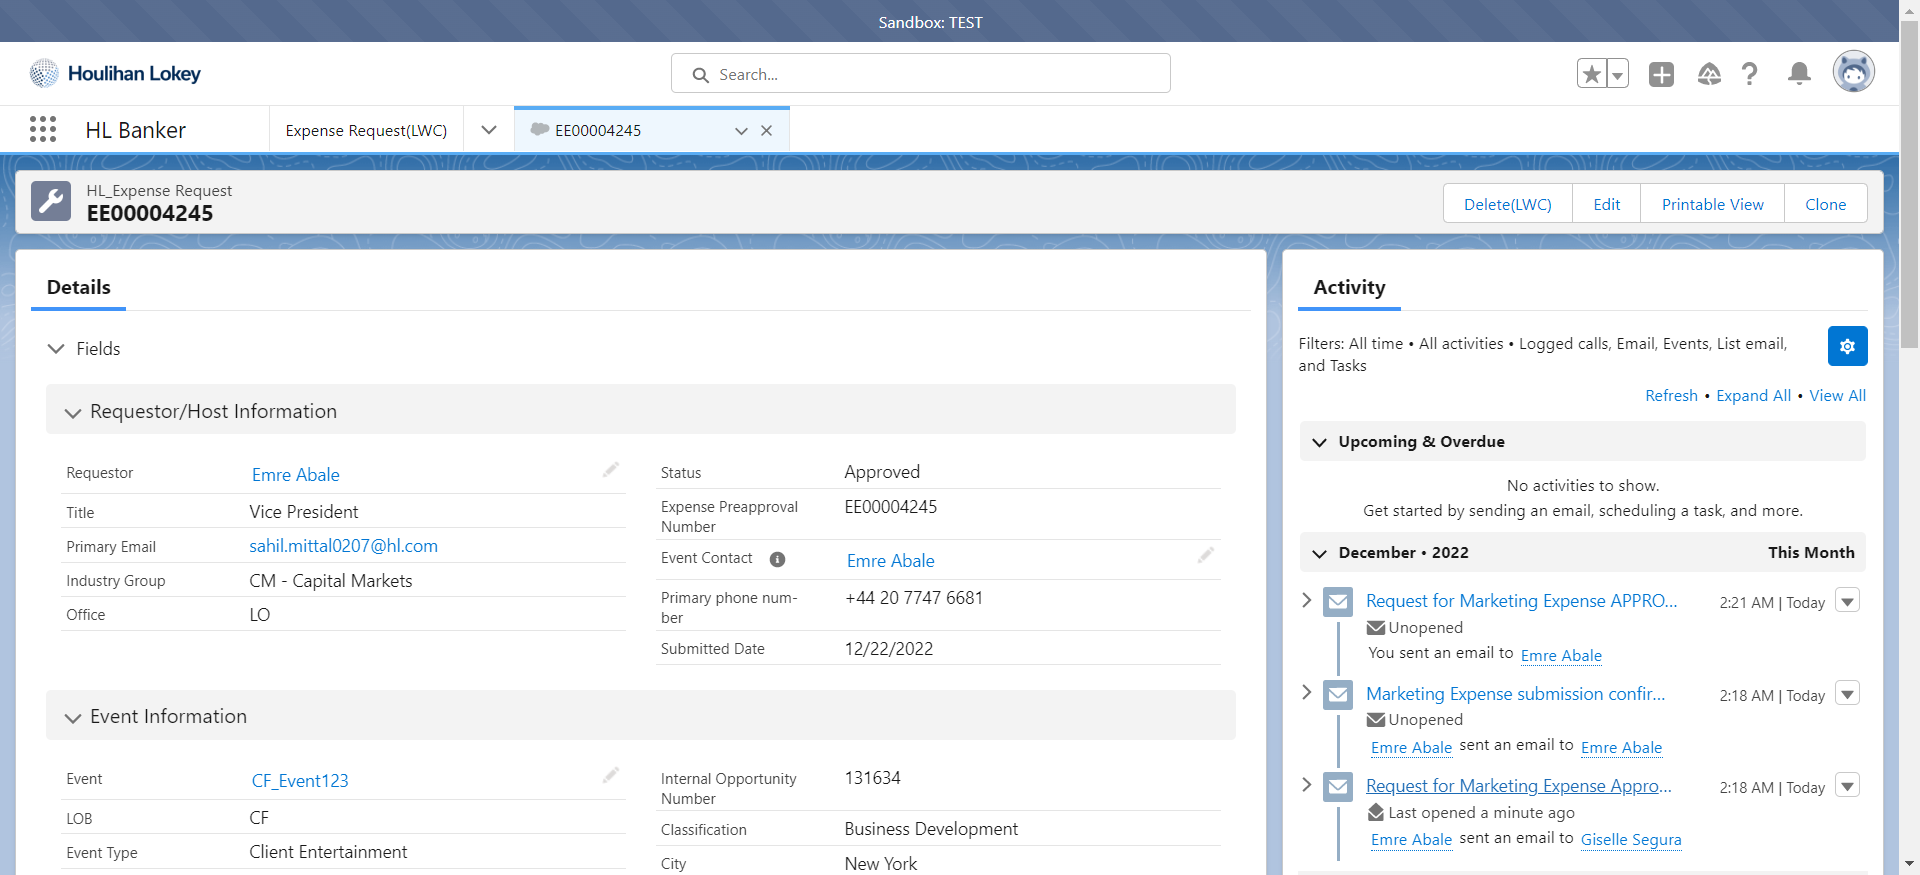 Sandbox: TEST
Houlihan Lokey
Search...
HL Banker
Expense Request(LWC)
EE00004245
HL_Expense Request
EE00004245
Delete(LWC)
Edit
Printable View
Clone
Details
Fields
Requestor/Host Information
Requestor
Emre Abale
Title
Vice President
Primary Email
sahil.mittal0207@hl.com
Industry Group
CM - Capital Markets
Office
LO
Status
Approved
Expense Preapproval
Number
EE00004245
Event Contact
Emre Abale
Primary phone num-
ber
+44 20 7747 6681
Submitted Date
12/22/2022
Event Information
Event
CF_Event123
LOB
CF
Event Type
Client Entertainment
Internal Opportunity
Number
131634
Classification
Business Development
City
New York
Activity
Filters: All time • All activities • Logged calls, Email, Events, List email,
and Tasks
Refresh • Expand All • View All
Upcoming & Overdue
No activities to show.
Get started by sending an email, scheduling a task, and more.
December • 2022
This Month
Request for Marketing Expense APPRO...
2:21 AM | Today
Unopened
You sent an email to Emre Abale
Marketing Expense submission confir...
2:18 AM | Today
Unopened
Emre Abale sent an email to Emre Abale
Request for Marketing Expense Appro...
2:18 AM | Today
Last opened a minute ago
Emre Abale sent an email to Giselle Segura